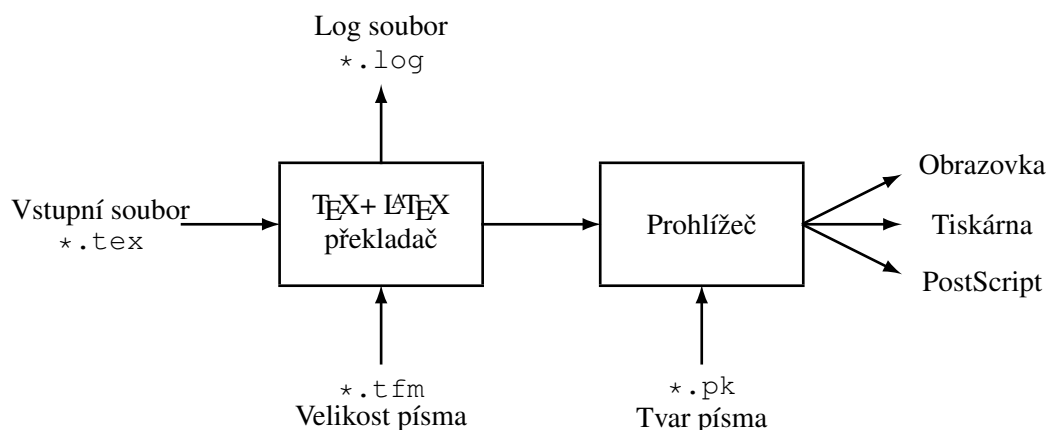 Log soubor
*.log
Vstupní soubor
*.tex
TEX+ LATEX
překladač
Prohlížeč
Obrazovka
Tiskárna
PostScript
*.tfm
Velikost písma
*.pk
Tvar písma